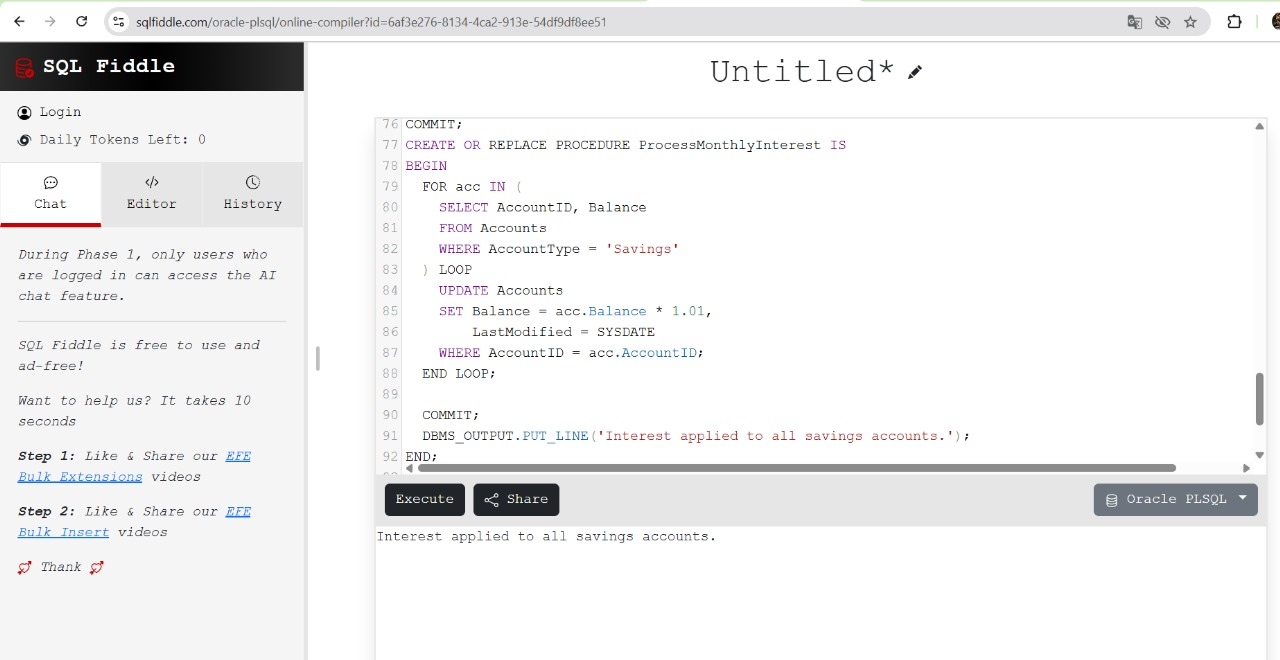 sqlfiddle.com/oracle-plsql/online-compiler?id=6af3e276-8134-4ca2-913e-54df9df8ee51
SQL Fiddle
Login
Daily Tokens Left: 0
Chat
Editor
History
During Phase 1, only users who
are logged in can access the AI
chat feature.
SQL Fiddle is free to use and
ad-free!
Want to help us? It takes 10
seconds
Step 1: Like & Share our EFE
Bulk Extensions videos
Step 2: Like & Share our EFE
Bulk Insert videos
Thank
Untitled*
76 COMMIT;
77 CREATE OR REPLACE PROCEDURE ProcessMonthlyInterest IS
78 BEGIN
79   FOR acc IN (
80     SELECT AccountID, Balance
81     FROM Accounts
82     WHERE AccountType = 'Savings'
83   ) LOOP
84     UPDATE Accounts
85     SET Balance = acc.Balance * 1.01,
86         LastModified = SYSDATE
87     WHERE AccountID = acc.AccountID;
88   END LOOP;
89
90   COMMIT;
91   DBMS_OUTPUT.PUT_LINE('Interest applied to all savings accounts.');
92 END;
Execute
Share
Oracle PLSQL
Interest applied to all savings accounts.